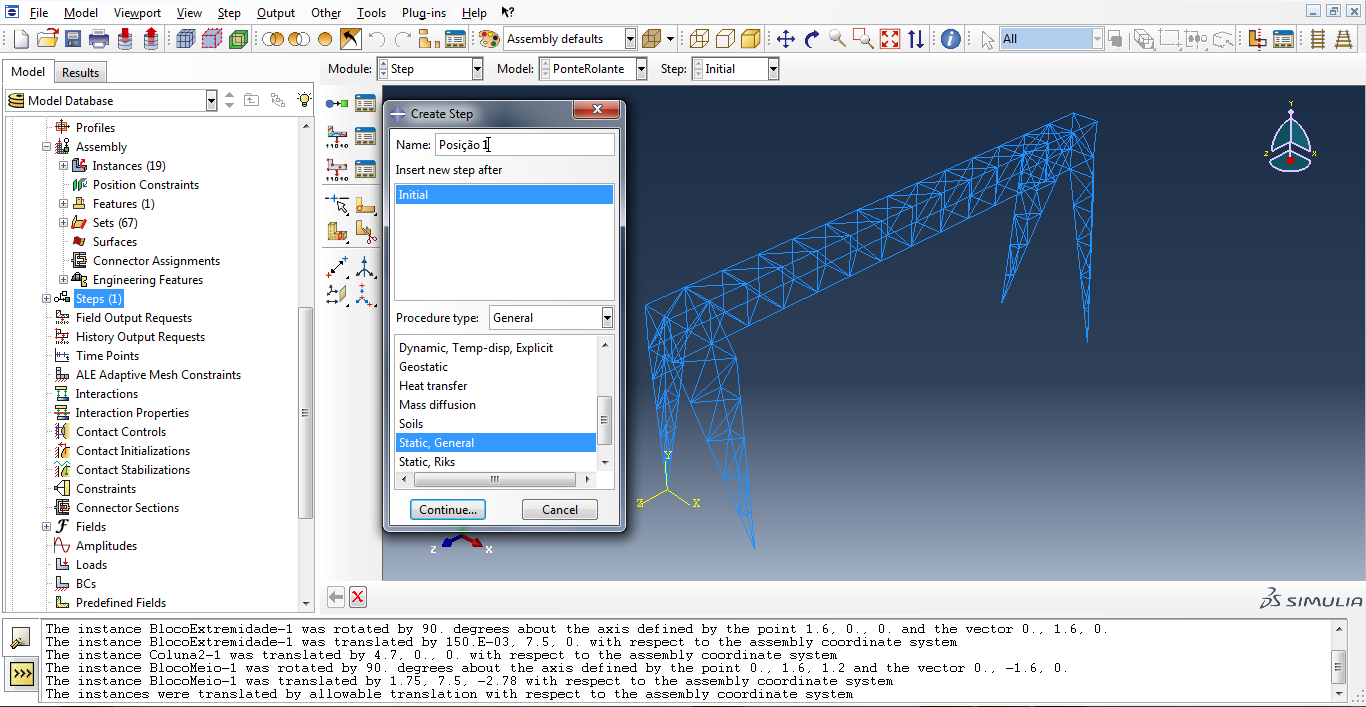 File Model Viewport View Step Output Other Tools Plug-ins Help
Assembly defaults All
Model Results
Module: Step Model: PonteRolante Step: Initial
Model Database
Profiles
Assembly
Instances (19)
Position Constraints
Features (1)
Sets (67)
Surfaces
Connector Assignments
Engineering Features
Steps (1)
Field Output Requests
History Output Requests
Time Points
ALE Adaptive Mesh Constraints
Interactions
Interaction Properties
Contact Controls
Contact Initializations
Contact Stabilizations
Constraints
Connector Sections
Fields
Amplitudes
Loads
BCs
Predefined Fields
Create Step
Name: Posição 1
Insert new step after
Initial
Procedure type: General
Dynamic, Temp-disp, Explicit
Geostatic
Heat transfer
Mass diffusion
Soils
Static, General
Static, Riks
Continue... Cancel
Y
Z X
Y
Z X
Z X
SIMULIA
The instance BlocoExtremidade-1 was rotated by 90. degrees about the axis defined by the point 1.6, 0., 0. and the vector 0., 1.6, 0.
The instance BlocoExtremidade-1 was translated by 150.E-03, 7.5, 0. with respect to the assembly coordinate system
The instance Coluna2-1 was translated by 4.7, 0., 0. with respect to the assembly coordinate system
The instance BlocoMeio-1 was rotated by 90. degrees about the axis defined by the point 0., 1.6, 1.2 and the vector 0., -1.6, 0.
The instance BlocoMeio-1 was translated by 1.75, 7.5, -2.78 with respect to the assembly coordinate system
The instances were translated by allowable translation with respect to the assembly coordinate system